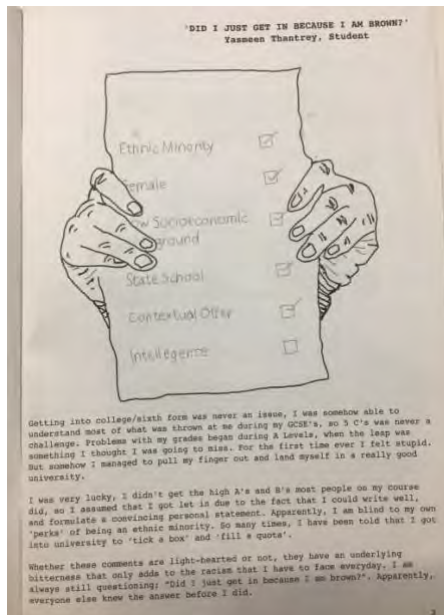 'DID I JUST GET IN BECAUSE I AM BROWN?'
Yasmeen Thantrey, Student
Ethnic Minority
Female
Low Socioeconomic
ground
State School
Contextual Offer
Intellegence
Getting into college/sixth form was never an issue, I was somehow able to
understand most of what was thrown at me during my GCSE's, so 5 C's was never a
challenge. Problems with my grades began during A Levels, when the leap was
something I thought I was going to miss. For the first time ever I felt stupid.
But somehow I managed to pull my finger out and land myself in a really good
university.
I was very lucky, I didn't get the high A's and B's most people on my course
did, so I assumed that I got let in due to the fact that I could write well,
and formulate a convincing personal statement. Apparently, I am blind to my own
'perks' of being an ethnic minority. So many times, I have been told that I got
into university to 'tick a box' and 'fill a quota'.
Whether these comments are light-hearted or not, they have an underlying
bitterness that only adds to the racism that I have to face everyday. I am
always still questioning; "Did I just get in because I am brown?". Apparently,
everyone else knew the answer before I did.